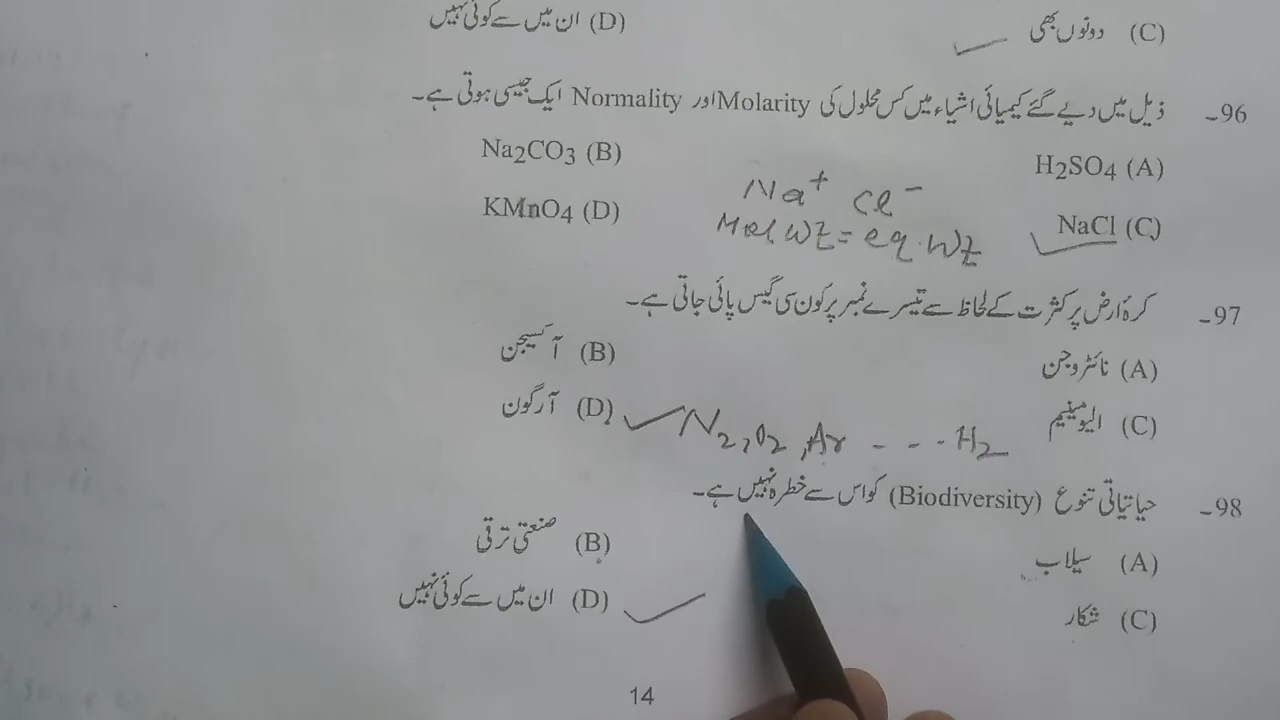 (C) دونوں بھی (D) ان میں سے کوئی نہیں
96۔ ذیل میں دیے گئے کیمیائی اشیاء میں کس محلول کی Molarity اور Normality ایک جیسی ہوتی ہے۔
H2SO4 (A) Na2CO3 (B)
Na+ Cl-
NaCl (C) KMnO4 (D)
Mol Wt = eq. Wt
97۔ کرۂ ارض پر کثرت کے لحاظ سے تیسرے نمبر پر کون سی گیس پائی جاتی ہے۔
(A) نائٹروجن (B) آکسیجن
(C) الیومینیم (D) آرگون
N2, O2, Ar - - - H2
98۔ حیاتیاتی تنوع (Biodiversity) کو اس سے خطرہ نہیں ہے۔
(A) سیلاب (B) صنعتی ترقی
(C) شکار (D) ان میں سے کوئی نہیں
14